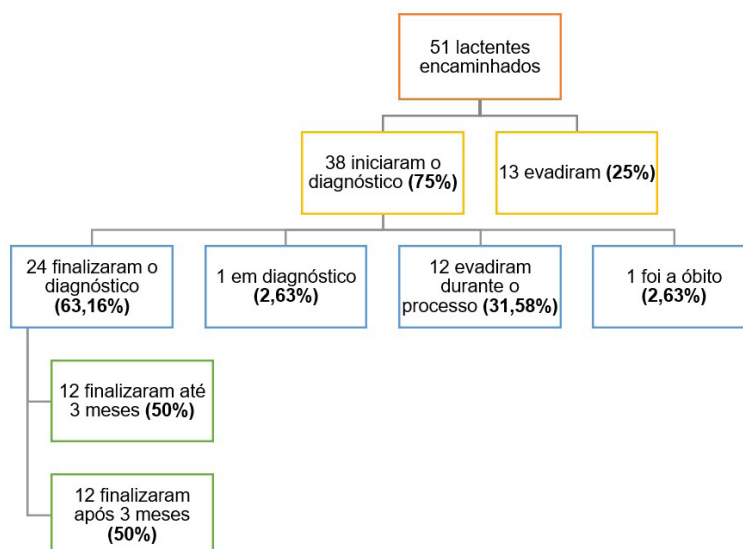 51 lactentes
encaminhados
38 iniciaram o
diagnóstico (75%)
13 evadiram (25%)
24 finalizaram o
diagnóstico
(63,16%)
1 em diagnóstico
(2,63%)
12 evadiram
durante o
processo (31,58%)
1 foi a óbito
(2,63%)
12 finalizaram até
3 meses (50%)
12 finalizaram
após 3 meses
(50%)